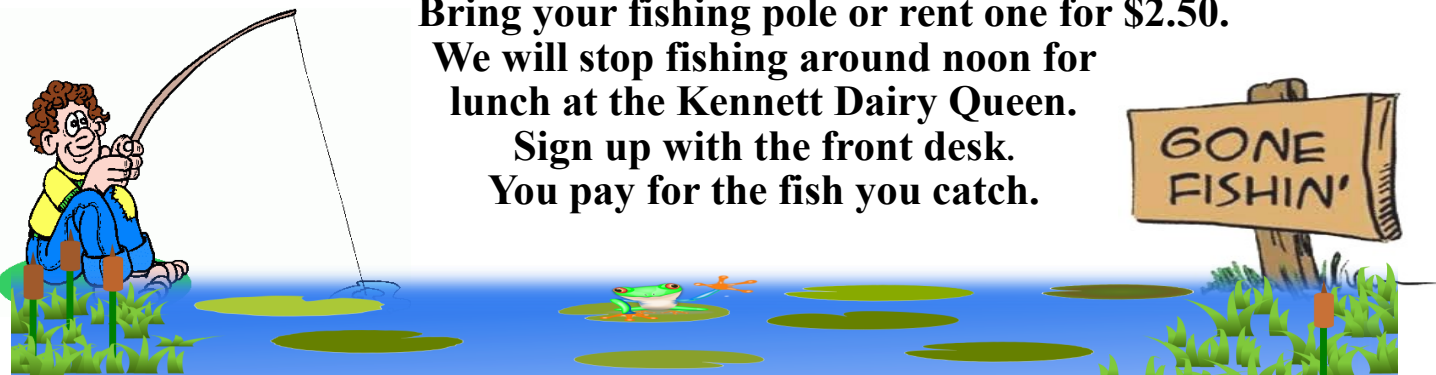 Bring your fishing pole or rent one for $2.50.
We will stop fishing around noon for
lunch at the Kennett Dairy Queen.
Sign up with the front desk.
You pay for the fish you catch.
GONE
FISHIN'